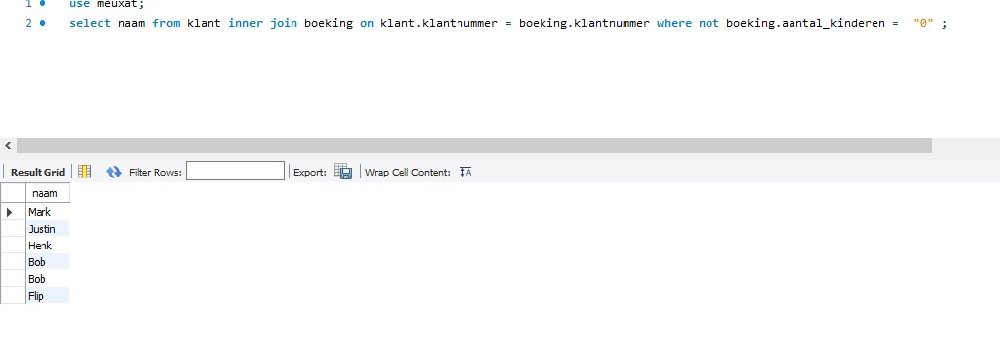 1 use meuxat;
2 select naam from klant inner join boeking on klant.klantnummer = boeking.klantnummer where not boeking.aantal_kinderen = "0" ;
Result Grid Filter Rows: Export: Wrap Cell Content: IA
naam
Mark
Justin
Henk
Bob
Bob
Flip